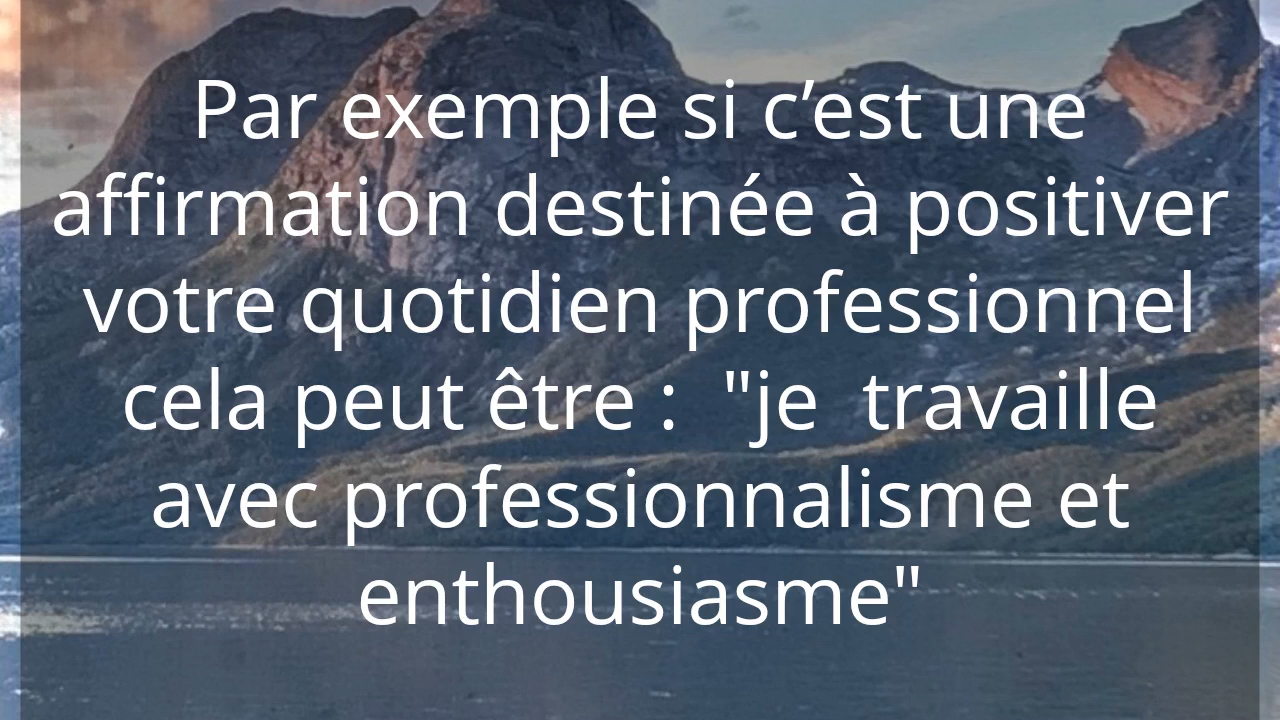 Par exemple si c’est une
affirmation destinée à positiver
votre quotidien professionnel
cela peut être :  "je  travaille
avec professionnalisme et
enthousiasme"